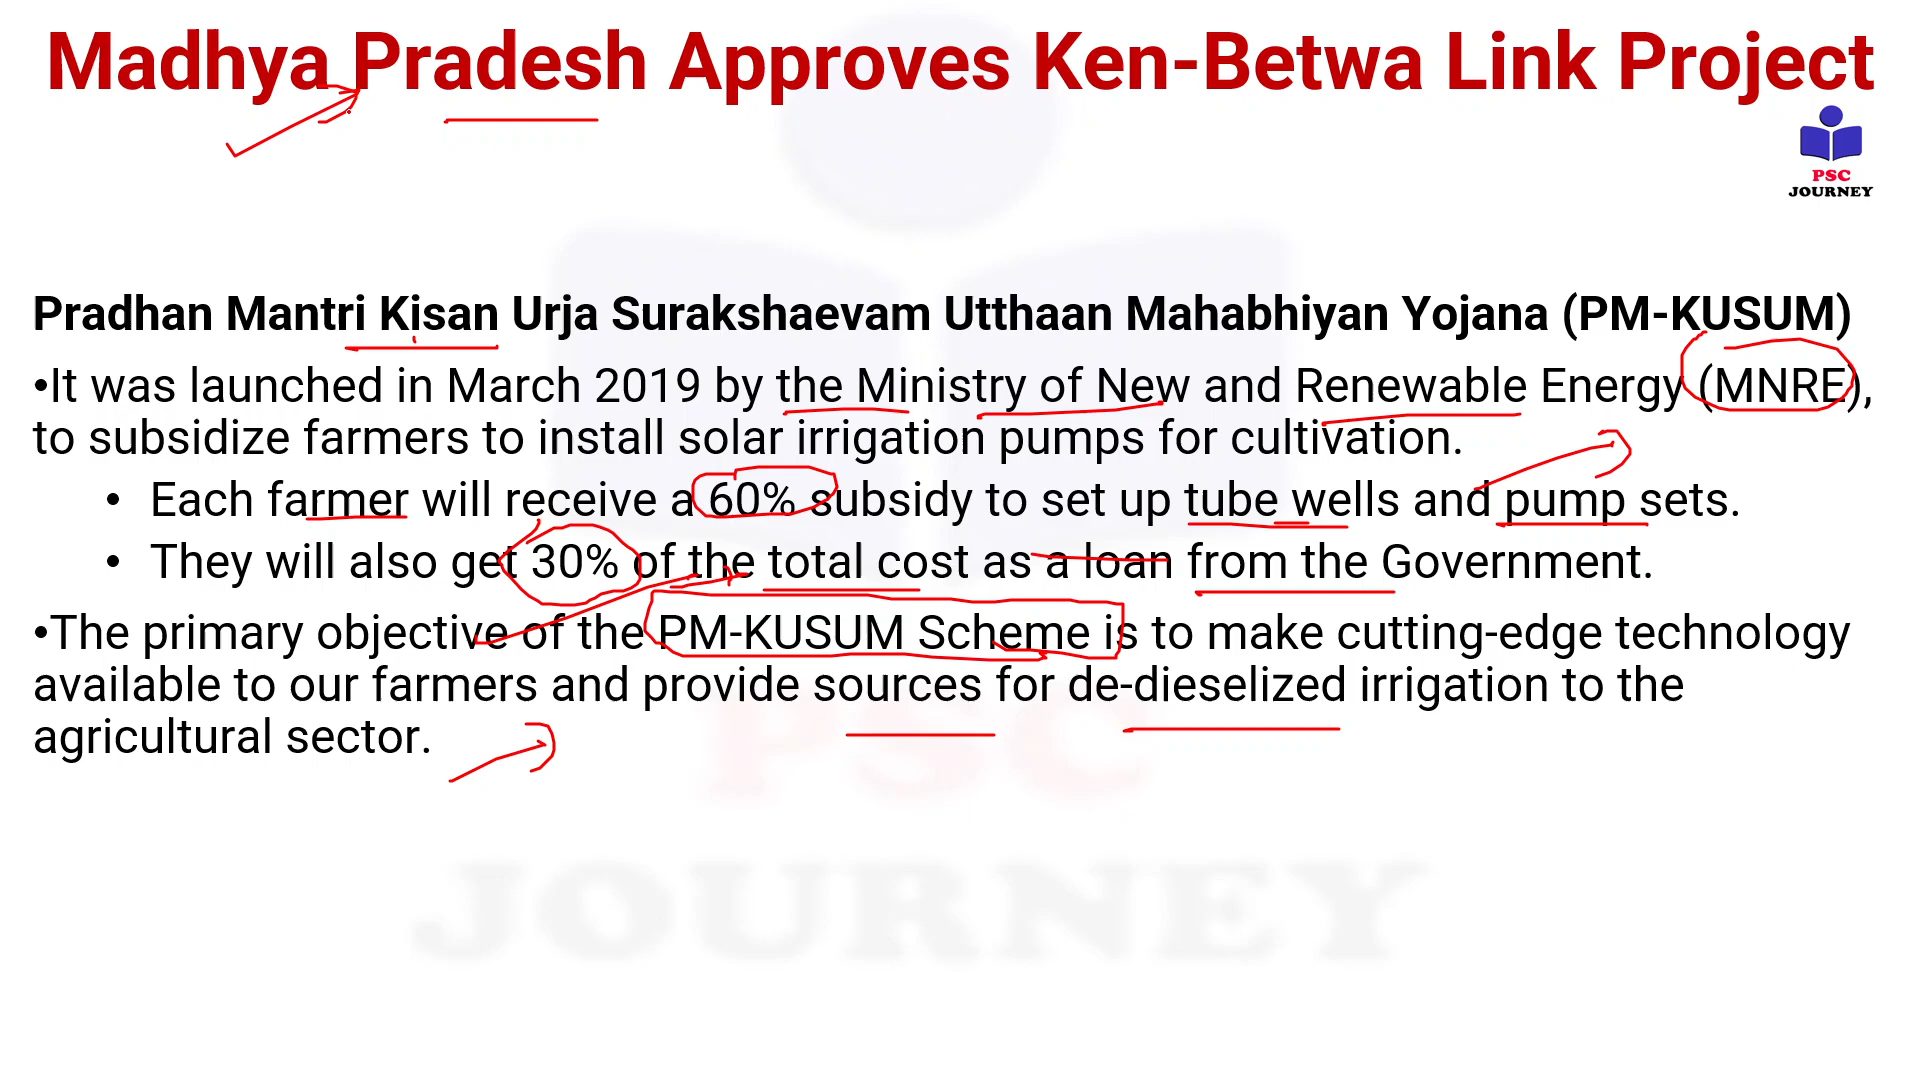 Madhya Pradesh Approves Ken-Betwa Link Project
PSC
JOURNEY
Pradhan Mantri Kisan Urja Surakshaevam Utthaan Mahabhiyan Yojana (PM-KUSUM)
•It was launched in March 2019 by the Ministry of New and Renewable Energy (MNRE),
to subsidize farmers to install solar irrigation pumps for cultivation.
• Each farmer will receive a 60% subsidy to set up tube wells and pump sets.
• They will also get 30% of the total cost as a loan from the Government.
•The primary objective of the PM-KUSUM Scheme is to make cutting-edge technology
available to our farmers and provide sources for de-dieselized irrigation to the
agricultural sector.
PSC
JOURNEY